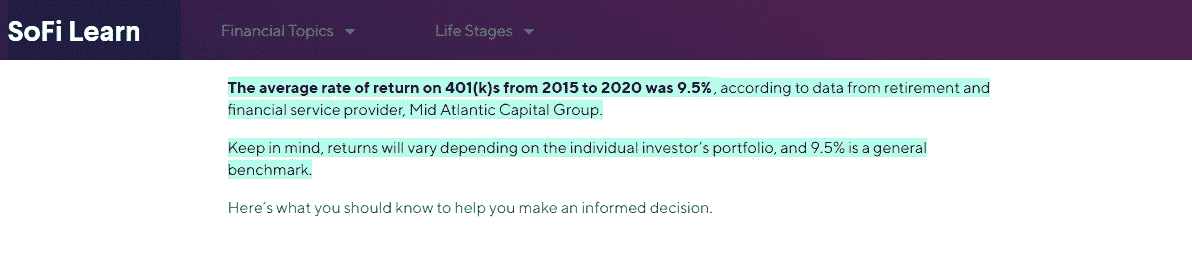 SoFi Learn Financial Topics Life Stages
The average rate of return on 401(k)s from 2015 to 2020 was 9.5%, according to data from retirement and
financial service provider, Mid Atlantic Capital Group.
Keep in mind, returns will vary depending on the individual investor’s portfolio, and 9.5% is a general
benchmark.
Here’s what you should know to help you make an informed decision.